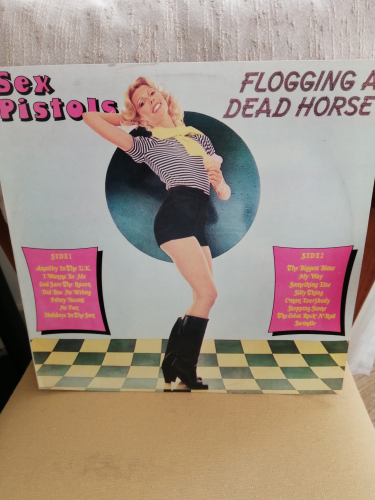 Sex
Pistols
FLOGGING A
DEAD HORSE
SIDE 1
Anarchy In The U.K.
I Wanna Be Me
God Save The Queen
Did You No Wrong
Pretty Vacant
No Fun
Holidays In The Sun
SIDE 2
The Biggest Blow
My Way
Something Else
Silly Thing
C'mon Everybody
Stepping Stone
The Great Rock 'n' Roll
Swindle